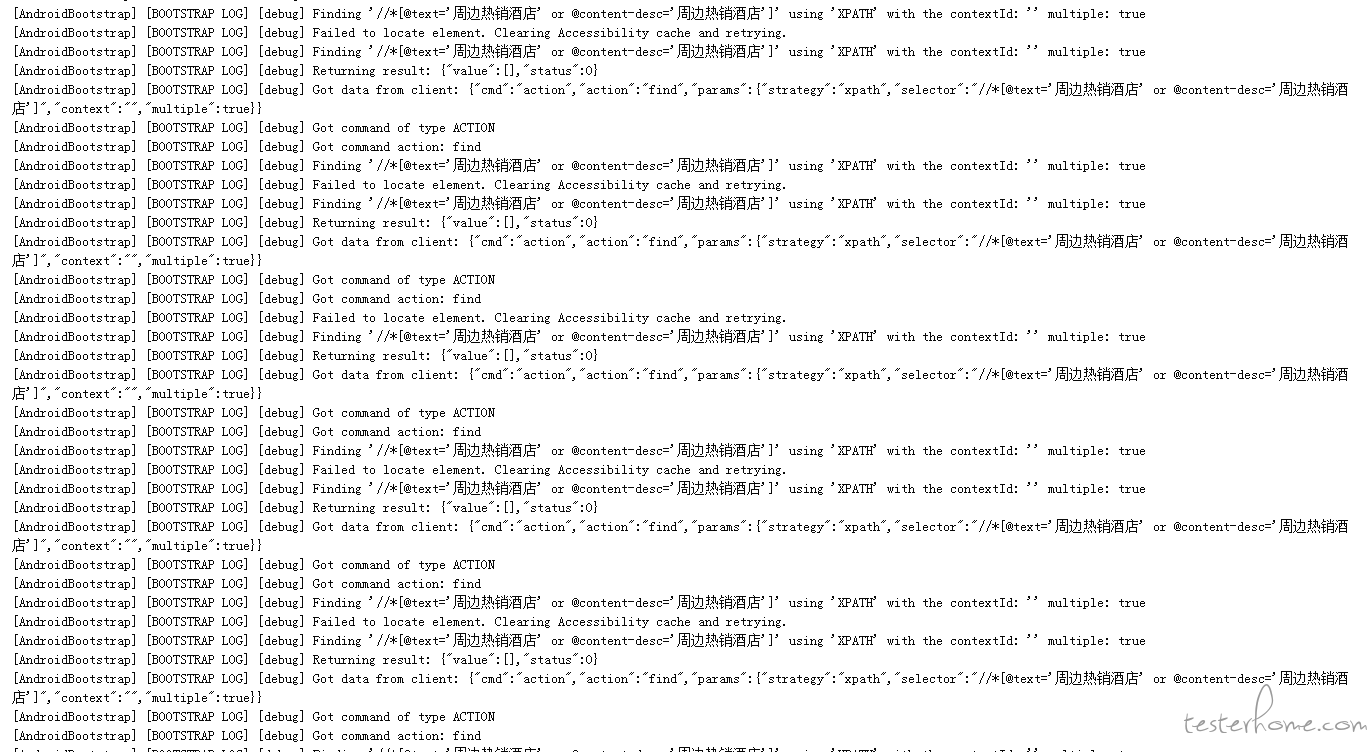 [AndroidBootstrap] [BOOTSTRAP LOG] [debug] Finding '//*[@text='周边热销酒店' or @content-desc='周边热销酒店']' using 'XPATH' with the contextId: '' multiple: true
[AndroidBootstrap] [BOOTSTRAP LOG] [debug] Failed to locate element. Clearing Accessibility cache and retrying.
[AndroidBootstrap] [BOOTSTRAP LOG] [debug] Finding '//*[@text='周边热销酒店' or @content-desc='周边热销酒店']' using 'XPATH' with the contextId: '' multiple: true
[AndroidBootstrap] [BOOTSTRAP LOG] [debug] Returning result: {"value":[],"status":0}
[AndroidBootstrap] [BOOTSTRAP LOG] [debug] Got data from client: {"cmd":"action","action":"find","params":{"strategy":"xpath","selector":"//*[@text='周边热销酒店' or @content-desc='周边热销酒
店']","context":"","multiple":true}}
[AndroidBootstrap] [BOOTSTRAP LOG] [debug] Got command of type ACTION
[AndroidBootstrap] [BOOTSTRAP LOG] [debug] Got command action: find
[AndroidBootstrap] [BOOTSTRAP LOG] [debug] Finding '//*[@text='周边热销酒店' or @content-desc='周边热销酒店']' using 'XPATH' with the contextId: '' multiple: true
[AndroidBootstrap] [BOOTSTRAP LOG] [debug] Failed to locate element. Clearing Accessibility cache and retrying.
[AndroidBootstrap] [BOOTSTRAP LOG] [debug] Finding '//*[@text='周边热销酒店' or @content-desc='周边热销酒店']' using 'XPATH' with the contextId: '' multiple: true
[AndroidBootstrap] [BOOTSTRAP LOG] [debug] Returning result: {"value":[],"status":0}
[AndroidBootstrap] [BOOTSTRAP LOG] [debug] Got data from client: {"cmd":"action","action":"find","params":{"strategy":"xpath","selector":"//*[@text='周边热销酒店' or @content-desc='周边热销酒
店']","context":"","multiple":true}}
[AndroidBootstrap] [BOOTSTRAP LOG] [debug] Got command of type ACTION
[AndroidBootstrap] [BOOTSTRAP LOG] [debug] Got command action: find
[AndroidBootstrap] [BOOTSTRAP LOG] [debug] Failed to locate element. Clearing Accessibility cache and retrying.
[AndroidBootstrap] [BOOTSTRAP LOG] [debug] Finding '//*[@text='周边热销酒店' or @content-desc='周边热销酒店']' using 'XPATH' with the contextId: '' multiple: true
[AndroidBootstrap] [BOOTSTRAP LOG] [debug] Returning result: {"value":[],"status":0}
[AndroidBootstrap] [BOOTSTRAP LOG] [debug] Got data from client: {"cmd":"action","action":"find","params":{"strategy":"xpath","selector":"//*[@text='周边热销酒店' or @content-desc='周边热销酒
店']","context":"","multiple":true}}
[AndroidBootstrap] [BOOTSTRAP LOG] [debug] Got command of type ACTION
[AndroidBootstrap] [BOOTSTRAP LOG] [debug] Got command action: find
[AndroidBootstrap] [BOOTSTRAP LOG] [debug] Finding '//*[@text='周边热销酒店' or @content-desc='周边热销酒店']' using 'XPATH' with the contextId: '' multiple: true
[AndroidBootstrap] [BOOTSTRAP LOG] [debug] Failed to locate element. Clearing Accessibility cache and retrying.
[AndroidBootstrap] [BOOTSTRAP LOG] [debug] Finding '//*[@text='周边热销酒店' or @content-desc='周边热销酒店']' using 'XPATH' with the contextId: '' multiple: true
[AndroidBootstrap] [BOOTSTRAP LOG] [debug] Returning result: {"value":[],"status":0}
[AndroidBootstrap] [BOOTSTRAP LOG] [debug] Got data from client: {"cmd":"action","action":"find","params":{"strategy":"xpath","selector":"//*[@text='周边热销酒店' or @content-desc='周边热销酒
店']","context":"","multiple":true}}
[AndroidBootstrap] [BOOTSTRAP LOG] [debug] Got command of type ACTION
[AndroidBootstrap] [BOOTSTRAP LOG] [debug] Got command action: find
[AndroidBootstrap] [BOOTSTRAP LOG] [debug] Finding '//*[@text='周边热销酒店' or @content-desc='周边热销酒店']' using 'XPATH' with the contextId: '' multiple: true
[AndroidBootstrap] [BOOTSTRAP LOG] [debug] Failed to locate element. Clearing Accessibility cache and retrying.
[AndroidBootstrap] [BOOTSTRAP LOG] [debug] Finding '//*[@text='周边热销酒店' or @content-desc='周边热销酒店']' using 'XPATH' with the contextId: '' multiple: true
[AndroidBootstrap] [BOOTSTRAP LOG] [debug] Returning result: {"value":[],"status":0}
[AndroidBootstrap] [BOOTSTRAP LOG] [debug] Got data from client: {"cmd":"action","action":"find","params":{"strategy":"xpath","selector":"//*[@text='周边热销酒店' or @content-desc='周边热销酒
店']","context":"","multiple":true}}
[AndroidBootstrap] [BOOTSTRAP LOG] [debug] Got command of type ACTION
[AndroidBootstrap] [BOOTSTRAP LOG] [debug] Got command action: find
testerhome.com